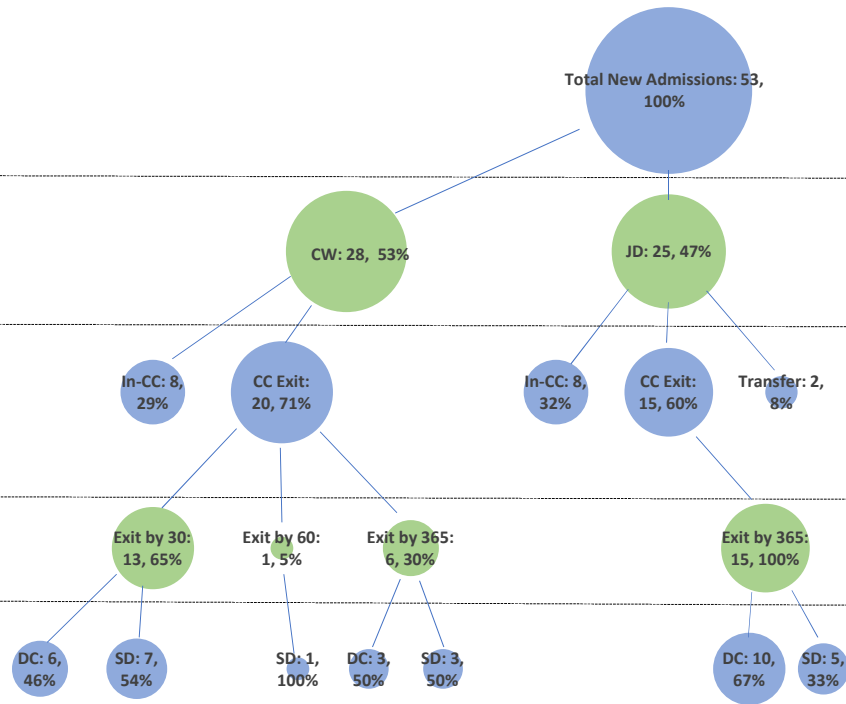 Total New Admissions: 53,
100%
CW: 28,  53%
JD: 25, 47%
In-CC: 8,
29%
CC Exit:
20, 71%
In-CC: 8,
32%
CC Exit:
15, 60%
Transfer: 2,
8%
Exit by 30:
13, 65%
Exit by 60:
1, 5%
Exit by 365:
6, 30%
Exit by 365:
15, 100%
DC: 6,
46%
SD: 7,
54%
SD: 1,
100%
DC: 3,
50%
SD: 3,
50%
DC: 10,
67%
SD: 5,
33%